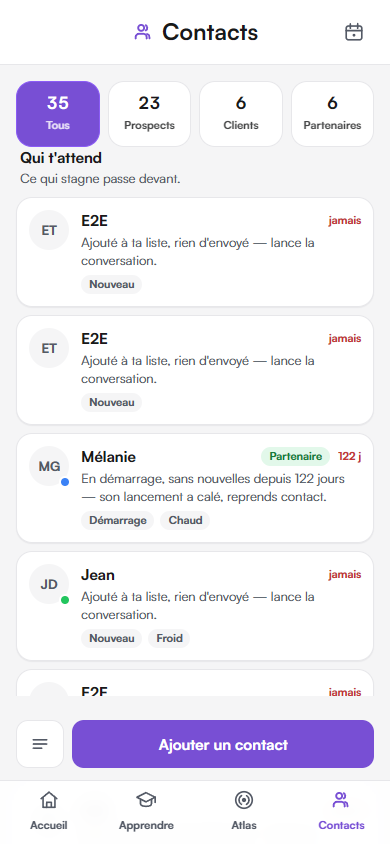 Contacts
35
Tous
23
Prospects
6
Clients
6
Partenaires
Qui t'attend
Ce qui stagne passe devant.
ET
E2E
jamais
Ajouté à ta liste, rien d'envoyé — lance la
conversation.
Nouveau
ET
E2E
jamais
Ajouté à ta liste, rien d'envoyé — lance la
conversation.
Nouveau
MG
Mélanie
Partenaire
122 j
En démarrage, sans nouvelles depuis 122 jours
— son lancement a calé, reprends contact.
Démarrage
Chaud
JD
Jean
jamais
Ajouté à ta liste, rien d'envoyé — lance la
conversation.
Nouveau
Froid
E2E
jamais
Ajouter un contact
Accueil
Apprendre
Atlas
Contacts